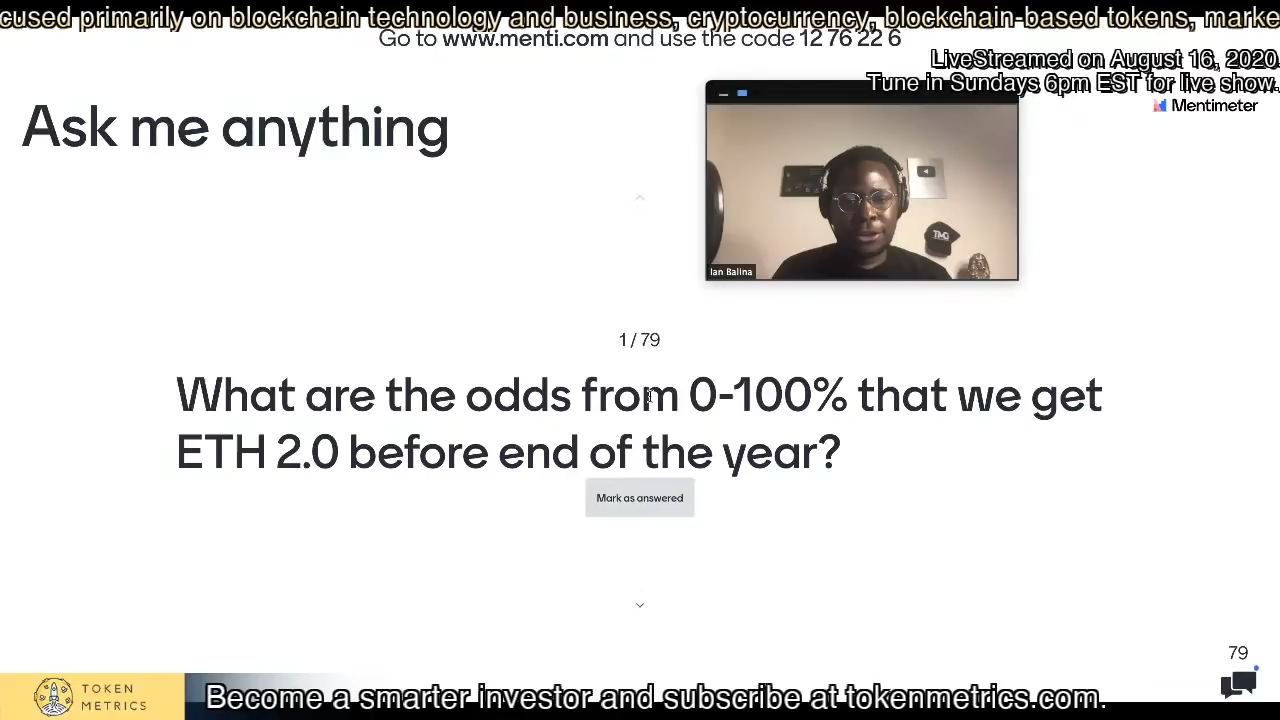 cused primarily on blockchain technology and business, cryptocurrency, blockchain-based tokens, marke
Go to www.menti.com and use the code 12 76 22 6
LiveStreamed on August 16, 2020.
Tune in Sundays 6pm EST for live show.
Mentimeter
Ask me anything
TMG
Ian Balina
1 / 79
What are the odds from 0-100% that we get
ETH 2.0 before end of the year?
Mark as answered
79
TOKEN
METRICS
Become a smarter investor and subscribe at tokenmetrics.com.